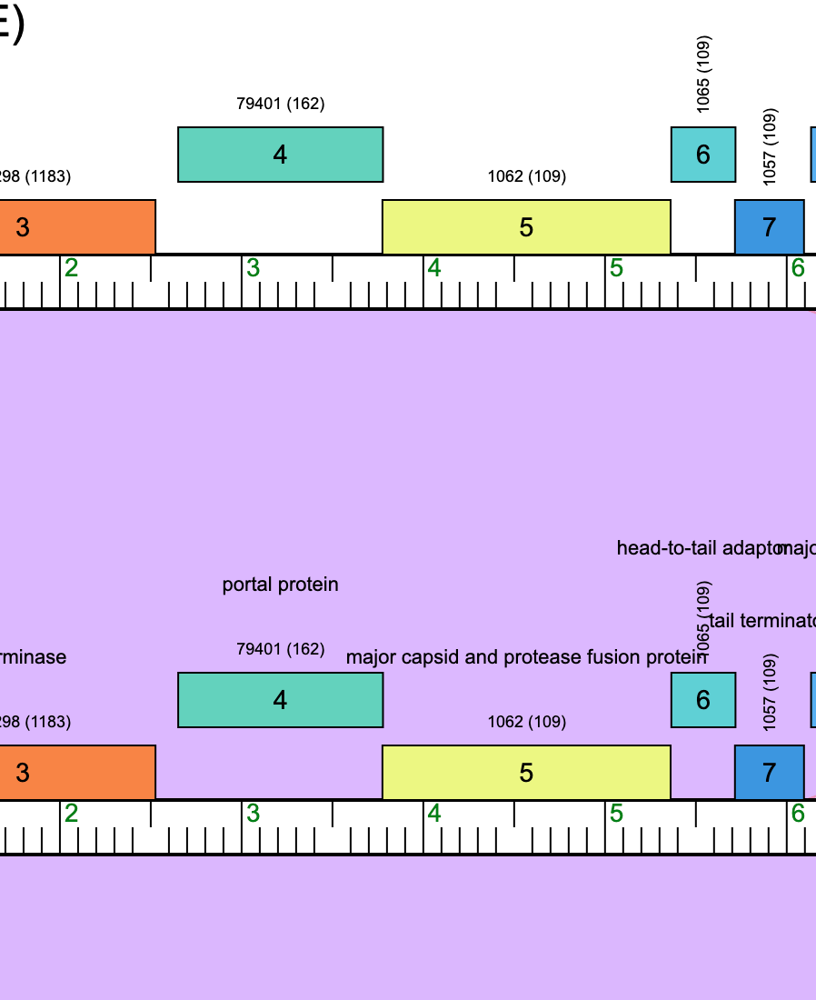 E)
1065 (109)
79401 (162)
1057 (109)
4
6
298 (1183)
1062 (109)
3
5
7
2 3 4 5 6
head-to-tail adaptor
portal protein
1065 (109)
tail terminato
79401 (162)
major capsid and protease fusion protein
rminase
1057 (109)
4
6
298 (1183)
1062 (109)
3
5
7
2 3 4 5 6